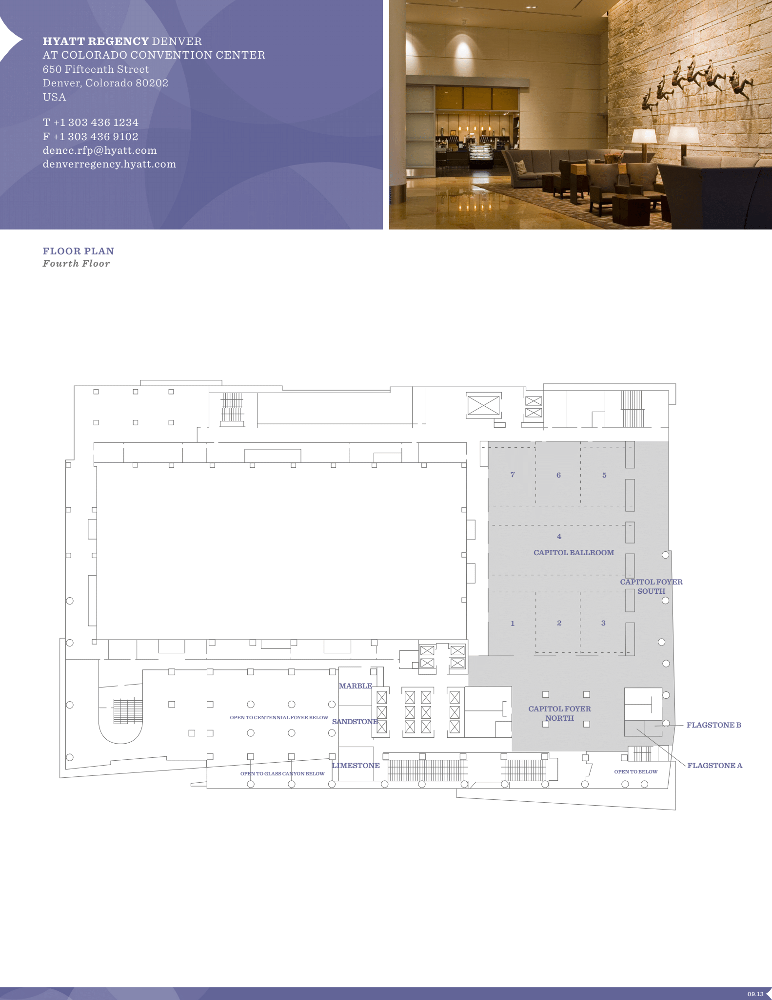 HYATT REGENCY DENVER
AT COLORADO CONVENTION CENTER
650 Fifteenth Street
Denver, Colorado 80202
USA
T +1 303 436 1234
F +1 303 436 9102
dencc.rfp@hyatt.com
denverregency.hyatt.com
FLOOR PLAN
Fourth Floor
7
6
5
4
CAPITOL BALLROOM
CAPITOL FOYER
SOUTH
1
2
3
MARBLE
CAPITOL FOYER
NORTH
OPEN TO CENTENNIAL FOYER BELOW
SANDSTONE
FLAGSTONE B
LIMESTONE
FLAGSTONE A
OPEN TO GLASS CANYON BELOW
OPEN TO BELOW
09.13